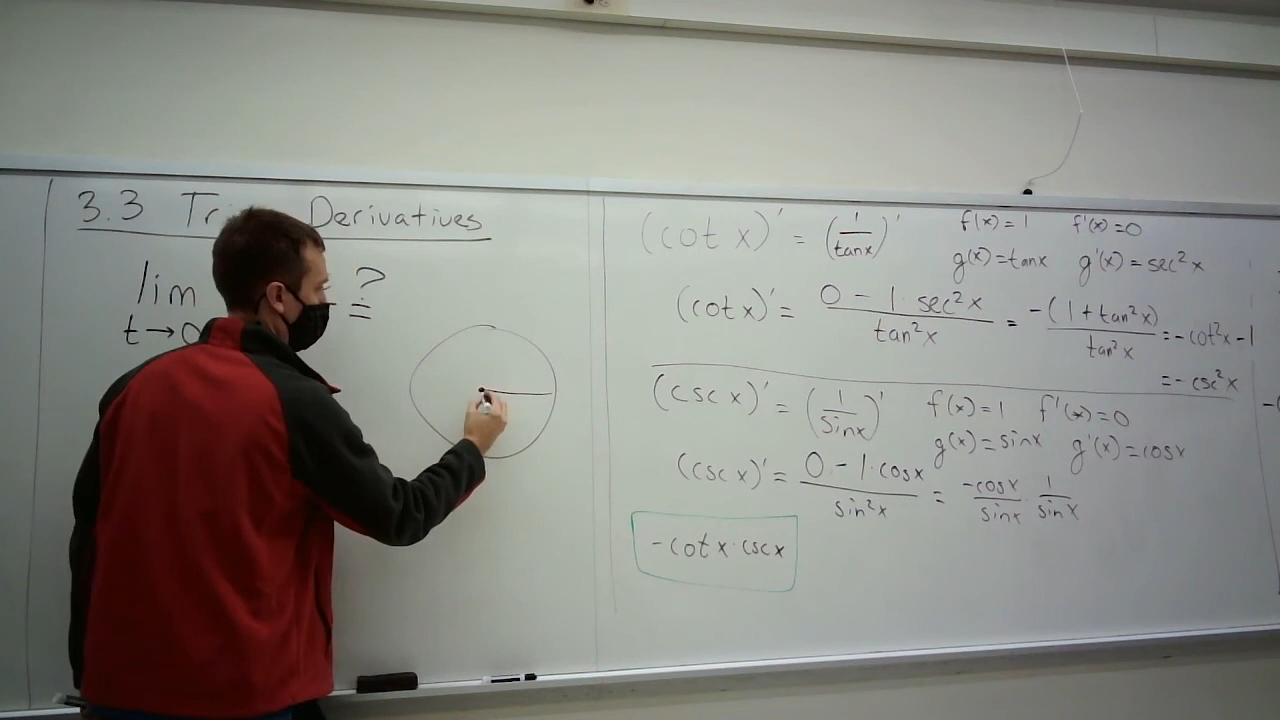 3.3 Tr Derivatives
lim = ?
t→0
(cot x)' = (1/tanx)' f(x)=1 f'(x)=0
g(x)=tanx g'(x)=sec²x
(cot x)' = (0 - 1·sec²x)/(tan²x) = (-(1+tan²x))/(tan²x) = -cot²x-1
= -csc²x
(csc x)' = (1/sinx)' f(x)=1 f'(x)=0
g(x)=sinx g'(x)=cosx
(csc x)' = (0 - 1·cosx)/(sin²x) = (-cosx)/(sinx) · 1/(sinx)
-cot x·csc x